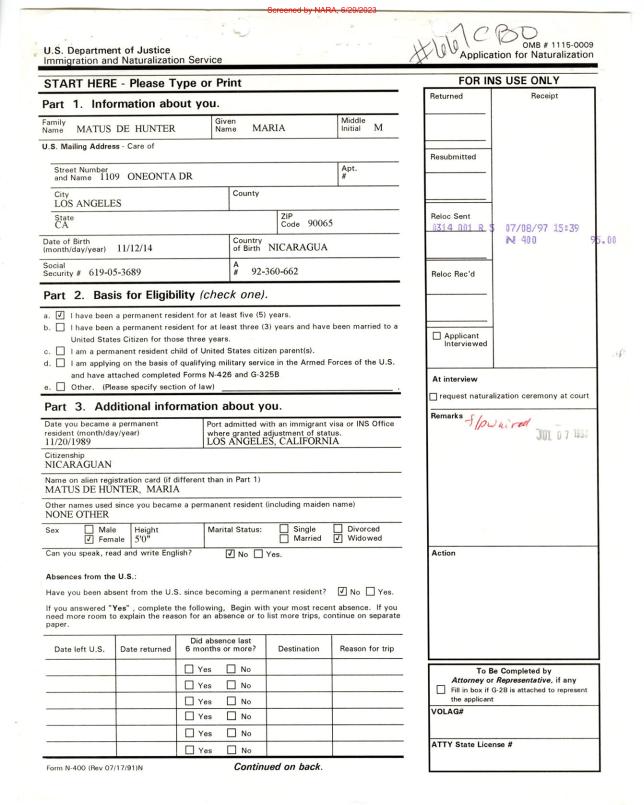 Screened by NARA, 8/29/2023
#667 CBO
U.S. Department of Justice
Immigration and Naturalization Service
OMB # 1115-0009
Application for Naturalization
START HERE - Please Type or Print
Part 1. Information about you.
Family Name MATUS DE HUNTER
Given Name MARIA
Middle Initial M
U.S. Mailing Address - Care of
Street Number and Name 1109 ONEONTA DR
Apt. #
City
LOS ANGELES
County
State
CA
ZIP Code 90065
Date of Birth (month/day/year) 11/12/14
Country of Birth NICARAGUA
Social Security # 619-05-3689
A # 92-360-662
Part 2. Basis for Eligibility (check one).
a. ☑ I have been a permanent resident for at least five (5) years.
b. ☐ I have been a permanent resident for at least three (3) years and have been married to a
United States Citizen for those three years.
c. ☐ I am a permanent resident child of United States citizen parent(s).
d. ☐ I am applying on the basis of qualifying military service in the Armed Forces of the U.S.
and have attached completed Forms N-426 and G-325B
e. ☐ Other. (Please specify section of law)
Part 3. Additional information about you.
Date you became a permanent resident (month/day/year)
11/20/1989
Port admitted with an immigrant visa or INS Office where granted adjustment of status.
LOS ANGELES, CALIFORNIA
Citizenship
NICARAGUAN
Name on alien registration card (if different than in Part 1)
MATUS DE HUNTER, MARIA
Other names used since you became a permanent resident (including maiden name)
NONE OTHER
Sex ☐ Male ☑ Female
Height 5'0"
Marital Status: ☐ Single ☐ Married ☐ Divorced ☑ Widowed
Can you speak, read and write English? ☑ No ☐ Yes.
Absences from the U.S.:
Have you been absent from the U.S. since becoming a permanent resident? ☑ No ☐ Yes.
If you answered "Yes" , complete the following, Begin with your most recent absence. If you
need more room to explain the reason for an absence or to list more trips, continue on separate
paper.
Date left U.S. Date returned Did absence last 6 months or more? Destination Reason for trip
☐ Yes ☐ No
☐ Yes ☐ No
☐ Yes ☐ No
☐ Yes ☐ No
☐ Yes ☐ No
☐ Yes ☐ No
Form N-400 (Rev 07/17/91)N
Continued on back.
FOR INS USE ONLY
Returned
Receipt
Resubmitted
Reloc Sent
0314 001 R 5 07/08/97 15:39
N 400 95.00
Reloc Rec'd
☐ Applicant Interviewed
At interview
☐ request naturalization ceremony at court
Remarks
JUL 07
Action
To Be Completed by
Attorney or Representative, if any
☐ Fill in box if G-28 is attached to represent
the applicant
VOLAG#
ATTY State License #